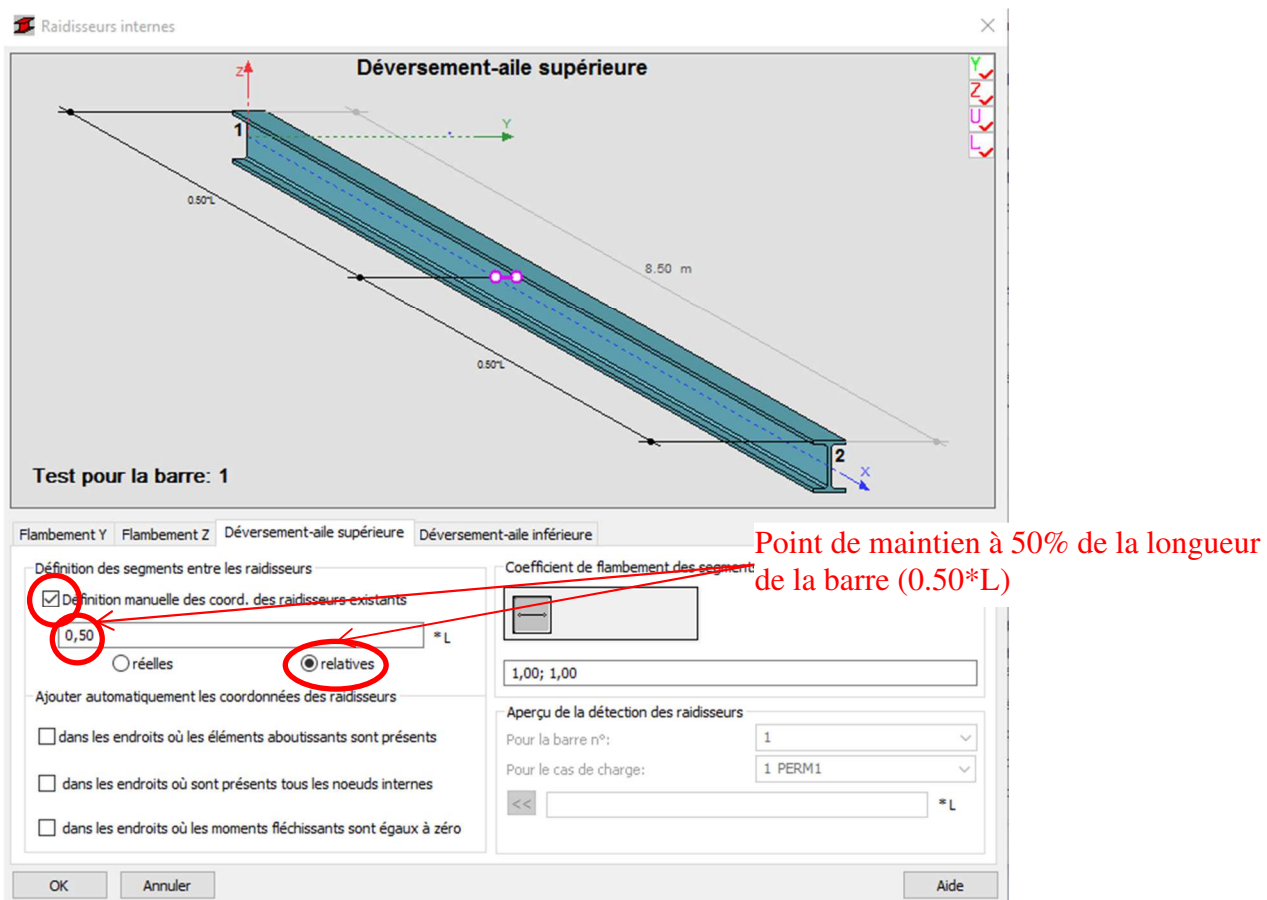 Raidisseurs internes
Déversement-aile supérieure
Z
Y
1
0.50*L
8.50 m
0.50*L
2
X
Y
Z
U
L
Test pour la barre: 1
Flambement Y
Flambement Z
Déversement-aile supérieure
Déversement-aile inférieure
Point de maintien à 50% de la longueur
de la barre (0.50*L)
Définition des segments entre les raidisseurs
Définition manuelle des coord. des raidisseurs existants
0,50
*L
réelles
relatives
Ajouter automatiquement les coordonnées des raidisseurs
dans les endroits où les éléments aboutissants sont présents
dans les endroits où sont présents tous les noeuds internes
dans les endroits où les moments fléchissants sont égaux à zéro
Coefficient de flambement des segment
1,00; 1,00
Aperçu de la détection des raidisseurs
Pour la barre n°:
1
Pour le cas de charge:
1 PERM1
<<
*L
OK
Annuler
Aide